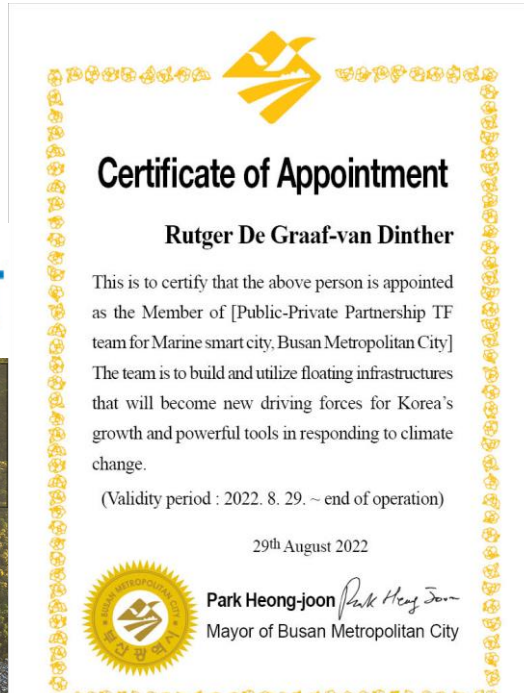 Certificate of Appointment
Rutger De Graaf-van Dinther
This is to certify that the above person is appointed
as the Member of [Public-Private Partnership TF
team for Marine smart city, Busan Metropolitan City]
The team is to build and utilize floating infrastructures
that will become new driving forces for Korea's
growth and powerful tools in responding to climate
change.
(Validity period : 2022. 8. 29. ~ end of operation)
29th August 2022
Park Heong-joon Park Heong Joon
Mayor of Busan Metropolitan City
BUSAN METROPOLITAN CITY
부산광역시